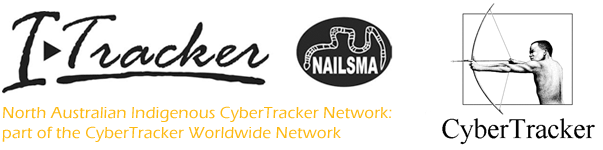 I-Tracker
NAILSMA
North Australian Indigenous CyberTracker Network:
part of the CyberTracker Worldwide Network
CyberTracker